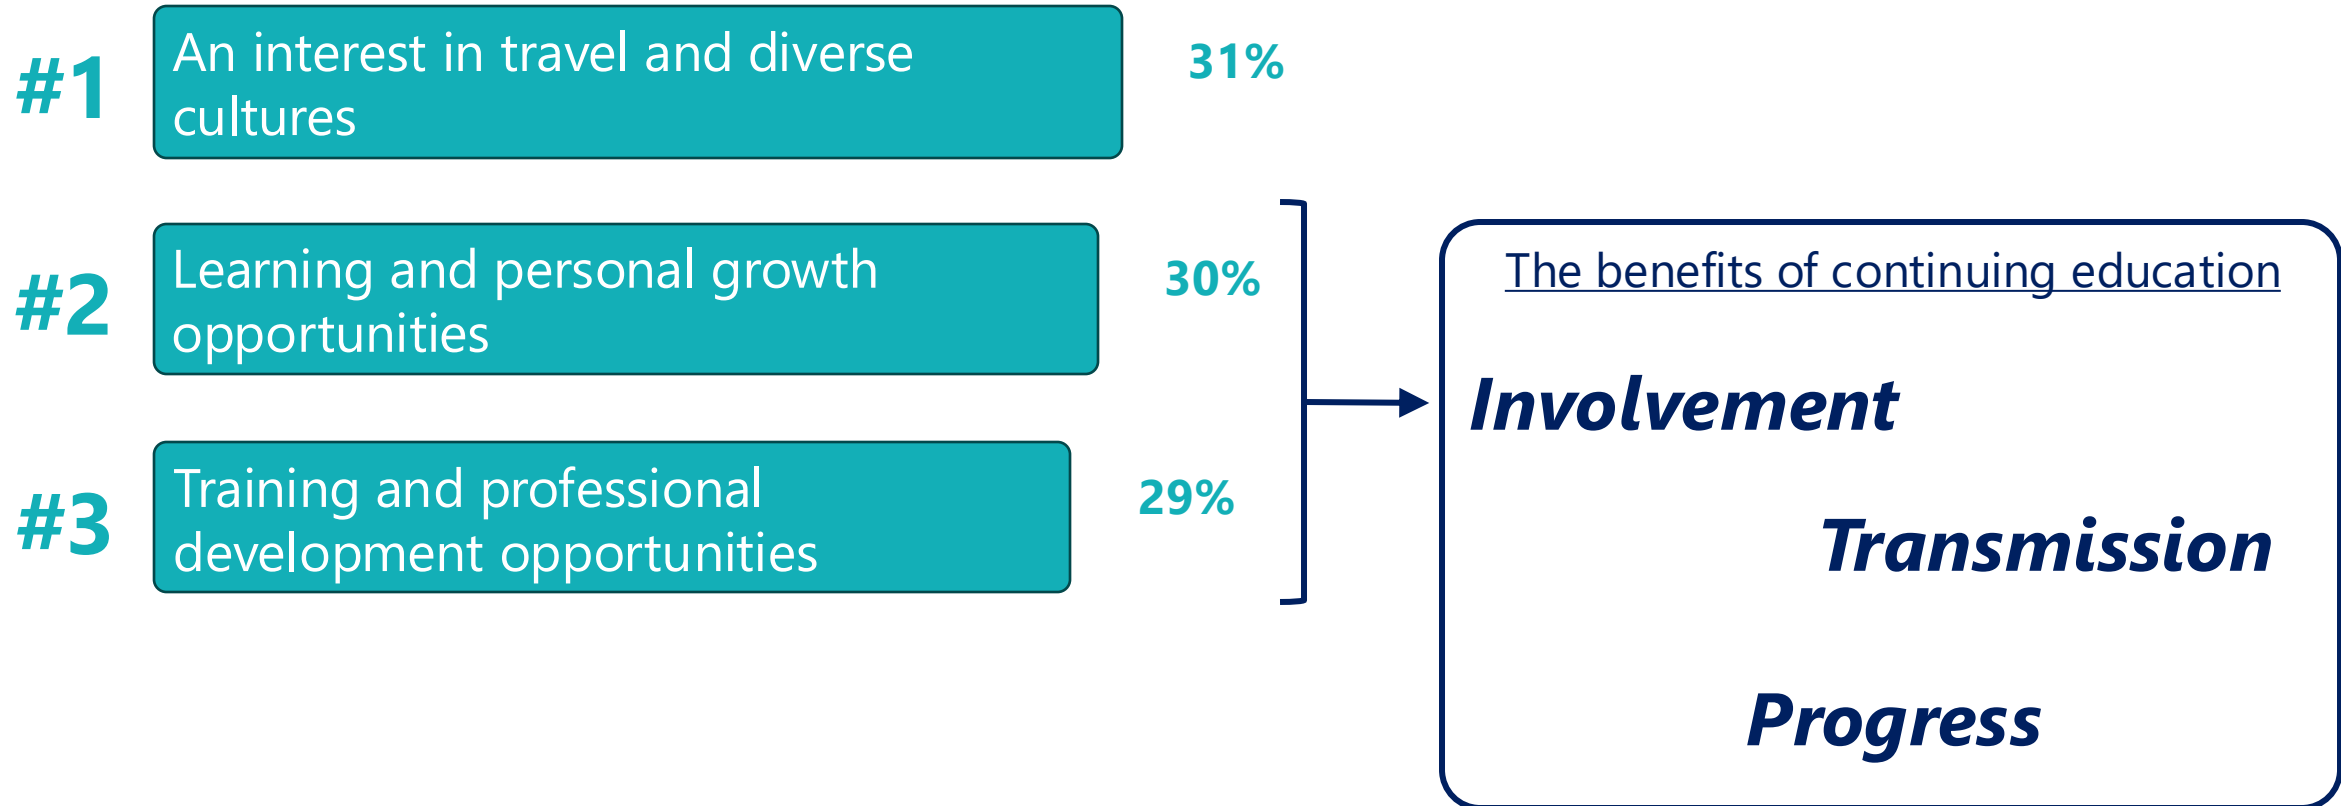 #1
An interest in travel and diverse
cultures
31%
#2
Learning and personal growth
opportunities
30%
#3
Training and professional
development opportunities
29%
The benefits of continuing education
Involvement
Transmission
Progress